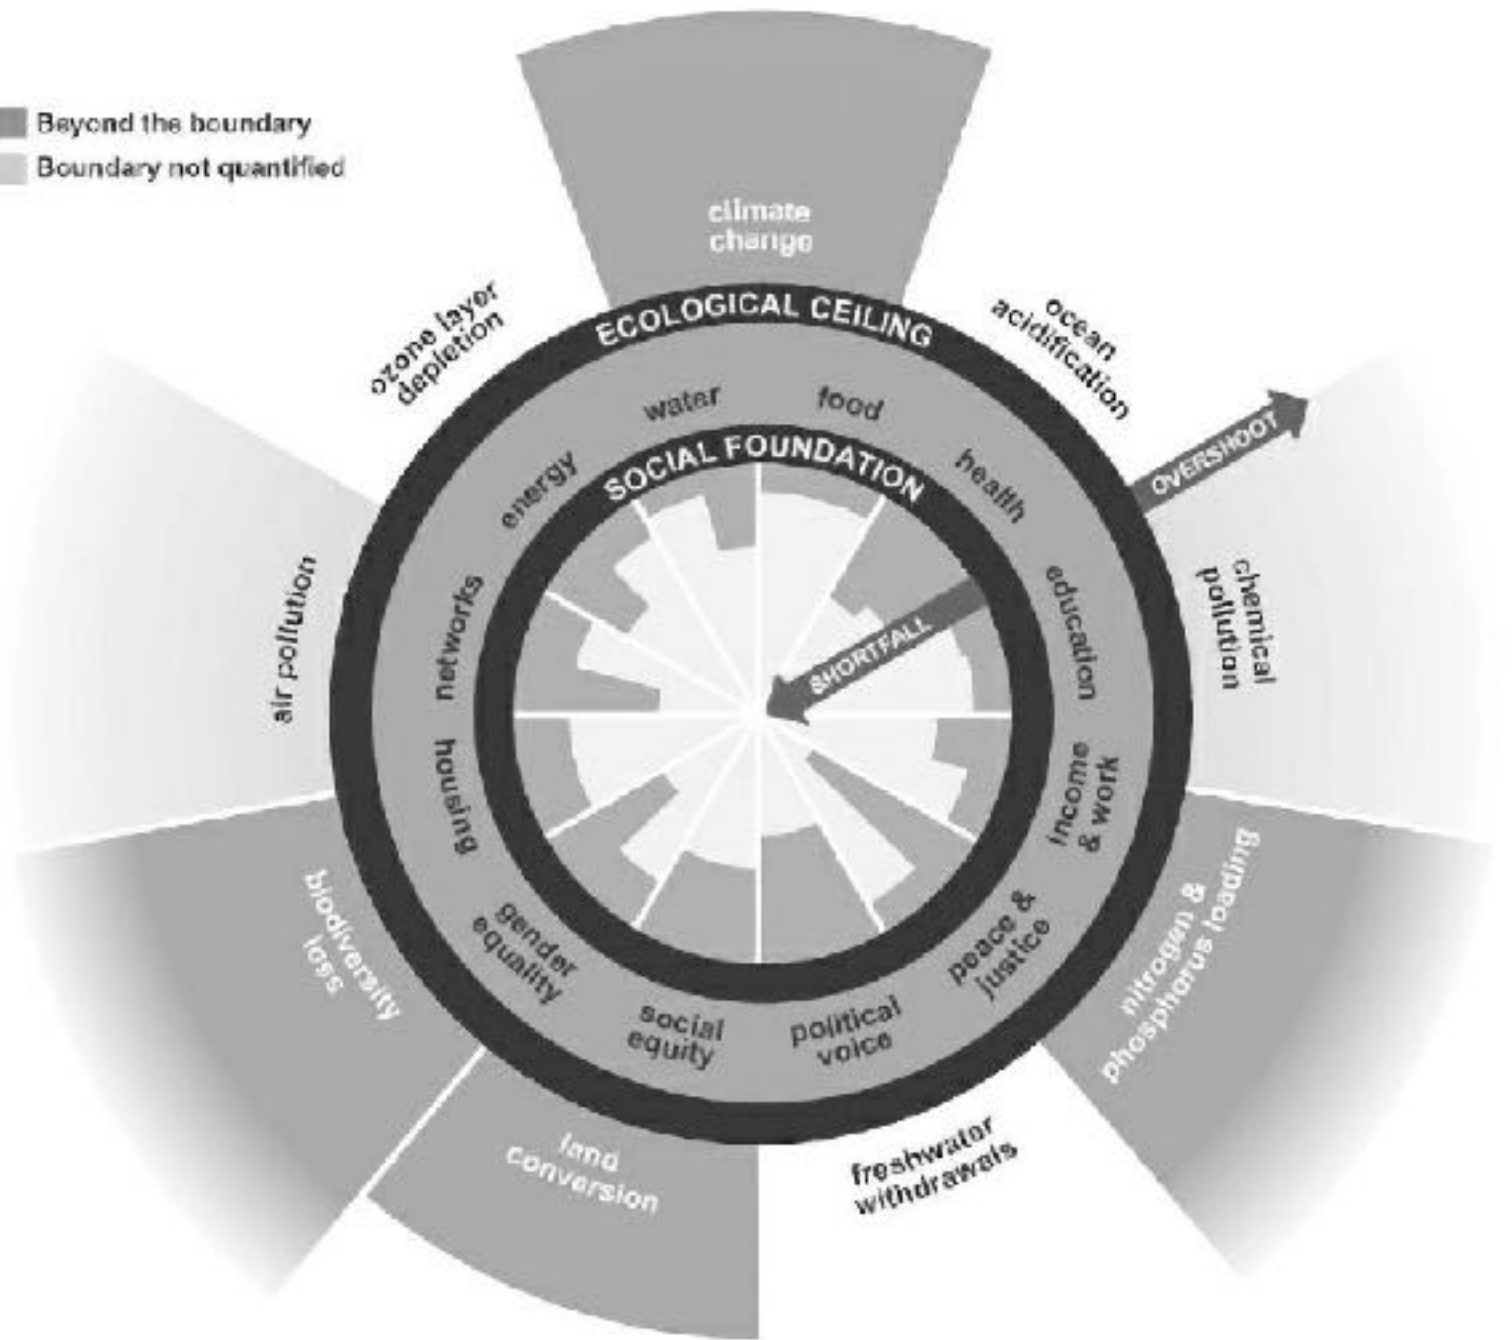 Beyond the boundary
Boundary not quantified
climate
change
ozone layer
depletion
ECOLOGICAL CEILING
ocean
acidification
water
food
OVERSHOOT
SOCIAL FOUNDATION
energy
health
air pollution
networks
education
chemical
pollution
SHORTFALL
housing
income
& work
biodiversity
loss
nitrogen &
phosphorus loading
gender
equality
peace &
justice
social
equity
political
voice
land
conversion
freshwater
withdrawals